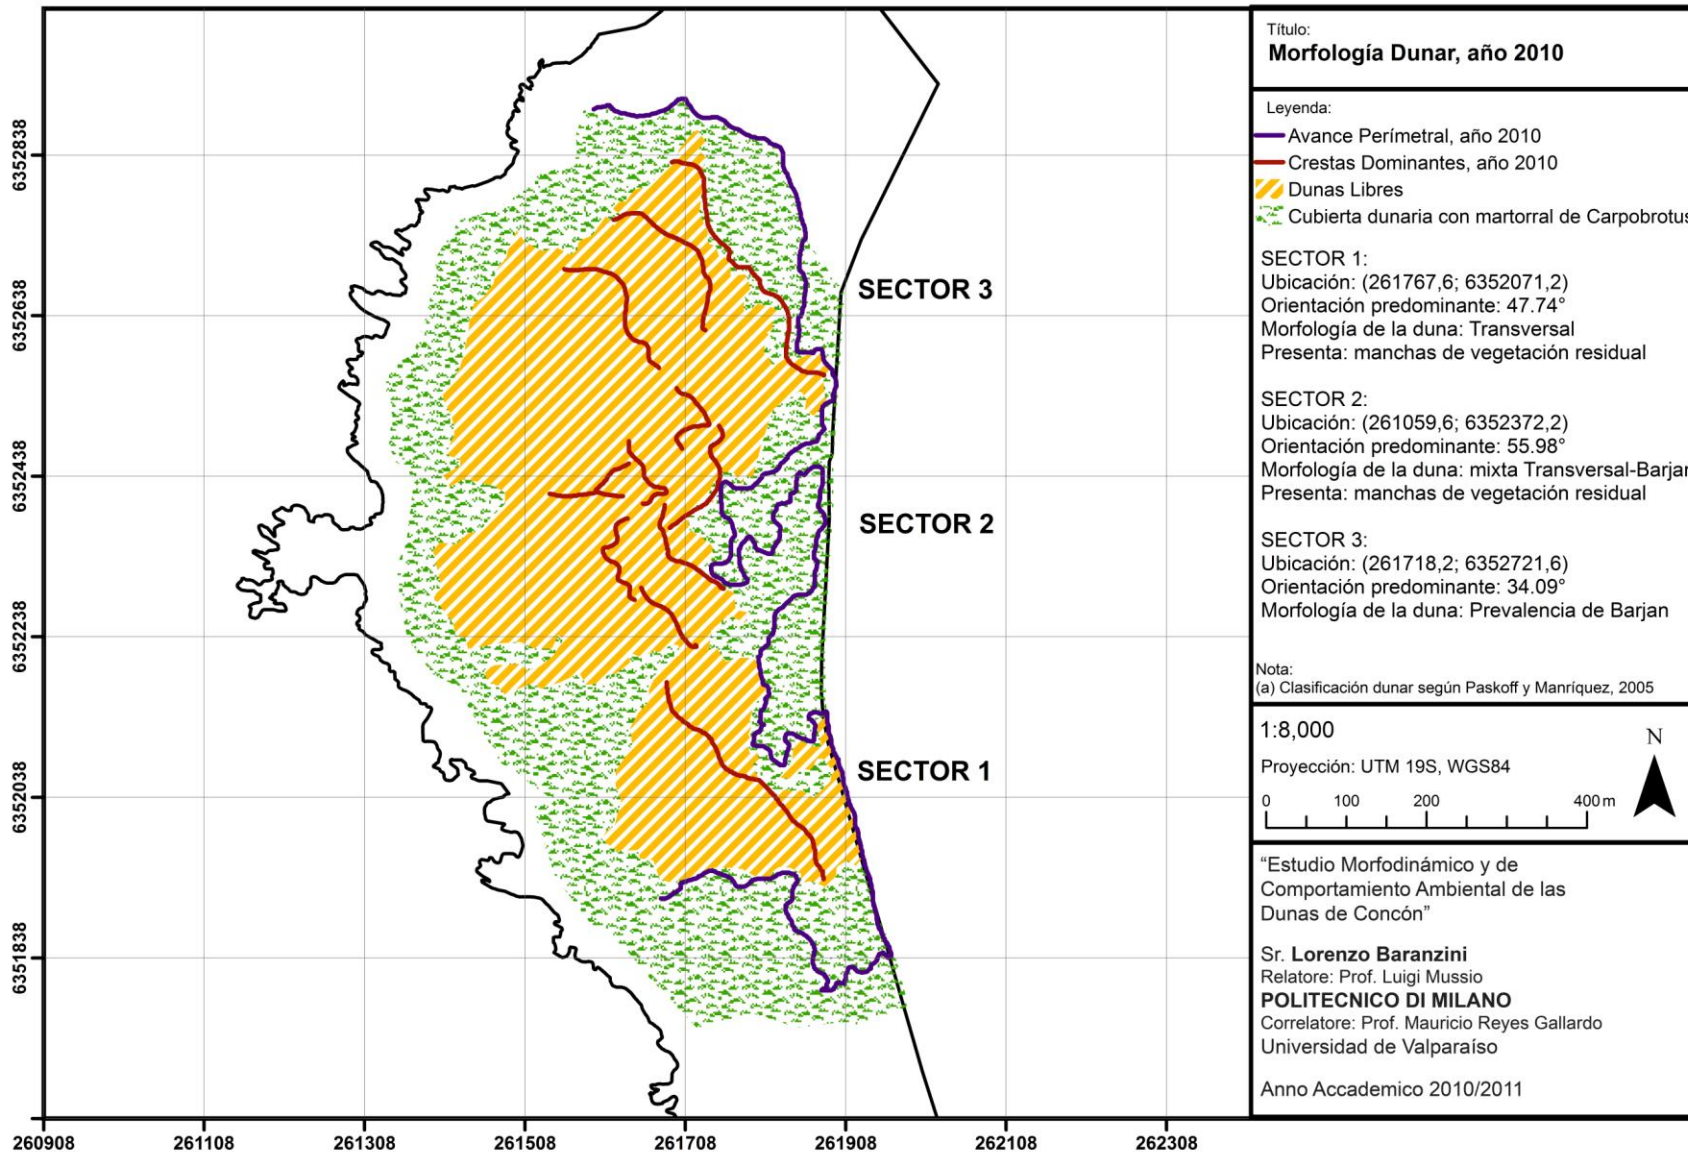 Título:
Morfología Dunar, año 2010
Leyenda:
Avance Perímetral, año 2010
Crestas Dominantes, año 2010
Dunas Libres
Cubierta dunaria con martorral de Carpobrotus
SECTOR 1:
Ubicación: (261767,6; 6352071,2)
Orientación predominante: 47.74°
Morfología de la duna: Transversal
Presenta: manchas de vegetación residual
SECTOR 2:
Ubicación: (261059,6; 6352372,2)
Orientación predominante: 55.98°
Morfología de la duna: mixta Transversal-Barjan
Presenta: manchas de vegetación residual
SECTOR 3:
Ubicación: (261718,2; 6352721,6)
Orientación predominante: 34.09°
Morfología de la duna: Prevalencia de Barjan
Nota:
(a) Clasificación dunar según Paskoff y Manríquez, 2005
1:8,000
Proyección: UTM 19S, WGS84
N
0 100 200 400 m
“Estudio Morfodinámico y de
Comportamiento Ambiental de las
Dunas de Concón”
Sr. Lorenzo Baranzini
Relatore: Prof. Luigi Mussio
POLITECNICO DI MILANO
Correlatore: Prof. Mauricio Reyes Gallardo
Universidad de Valparaíso
Anno Accademico 2010/2011
SECTOR 3
SECTOR 2
SECTOR 1
6352838
6352638
6352438
6352238
6352038
6351838
260908 261108 261308 261508 261708 261908 262108 262308